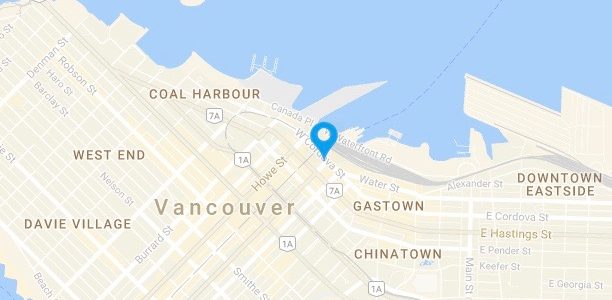 Denman St
Robson St
Haro St
Barclay St
COAL HARBOUR
Canada Pl
Waterfront Rd
7A
W Cordova St
WEST END
1A
Howe St
Nelson St
7A
Water St
Alexander St
DOWNTOWN
EASTSIDE
Vancouver
GASTOWN
E Cordova St
DAVIE VILLAGE
E Hastings St
Burrard St
1A
CHINATOWN
E Pender St
1A
Keefer St
Main St
Beach
Smithe St
E Georgia St